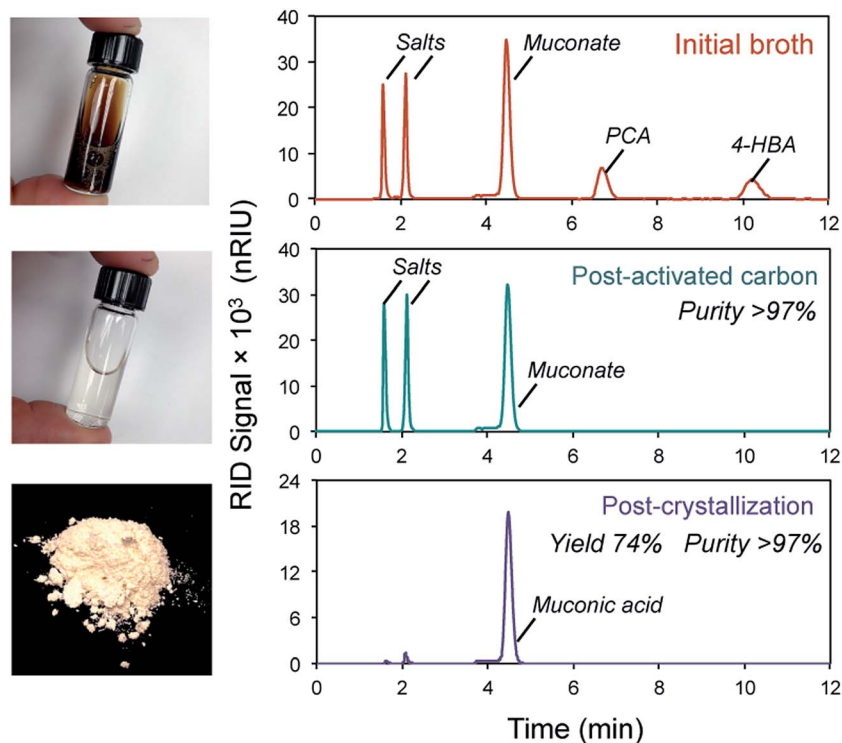 RID Signal × 10³ (nRIU)
40
30
20
10
0
Salts
Muconate
Initial broth
PCA
4-HBA
0 2 4 6 8 10 12
40
30
20
10
0
Salts
Post-activated carbon
Purity >97%
Muconate
0 2 4 6 8 10 12
24
18
12
6
0
Post-crystallization
Yield 74% Purity >97%
Muconic acid
0 2 4 6 8 10 12
Time (min)